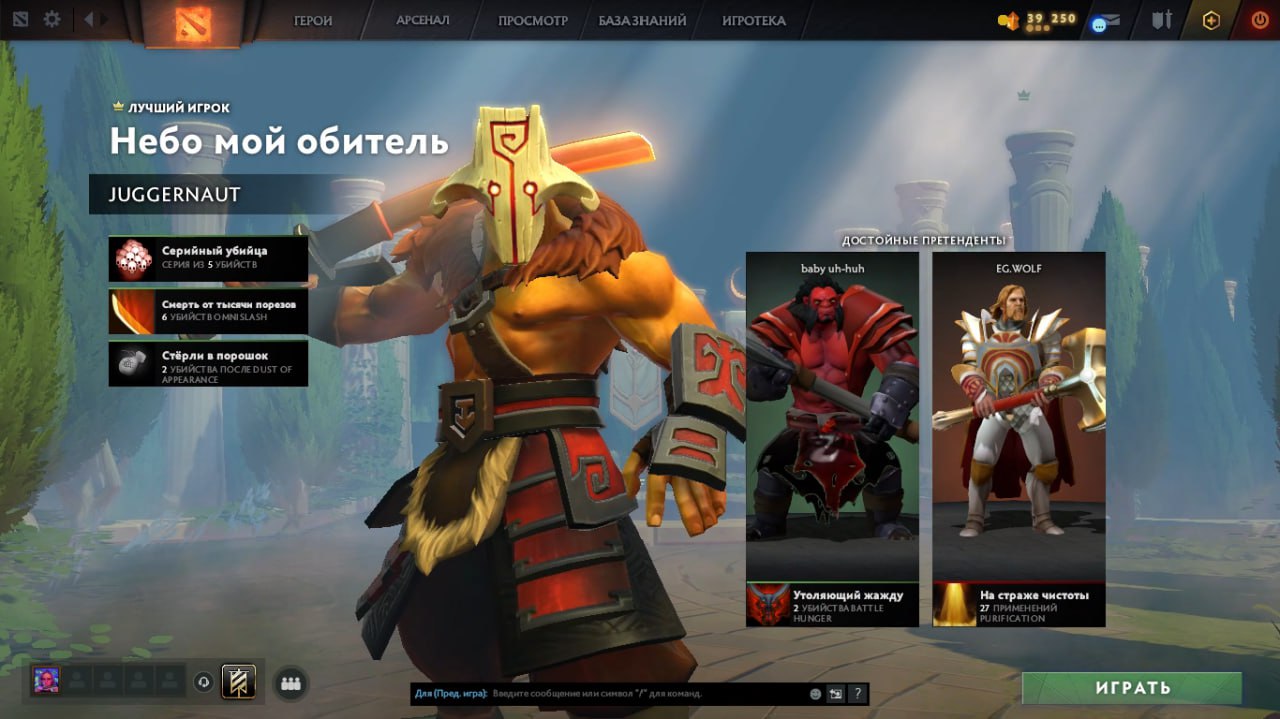 ГЕРОИ АРСЕНАЛ ПРОСМОТР БАЗА ЗНАНИЙ ИГРОТЕКА 39 250
ЛУЧШИЙ ИГРОК
Небо мой обитель
JUGGERNAUT
Серийный убийца
СЕРИЯ ИЗ 5 УБИЙСТВ
Смерть от тысячи порезов
6 УБИЙСТВ OMNISLASH
Стёрли в порошок
2 УБИЙСТВА ПОСЛЕ DUST OF
APPEARANCE
ДОСТОЙНЫЕ ПРЕТЕНДЕНТЫ
baby uh-huh
Утоляющий жажду
2 УБИЙСТВА BATTLE
HUNGER
EG.WOLF
На страже чистоты
27 ПРИМЕНЕНИЙ
PURIFICATION
Для (Пред. игра): Введите сообщение или символ "/" для команд. ?
ИГРАТЬ